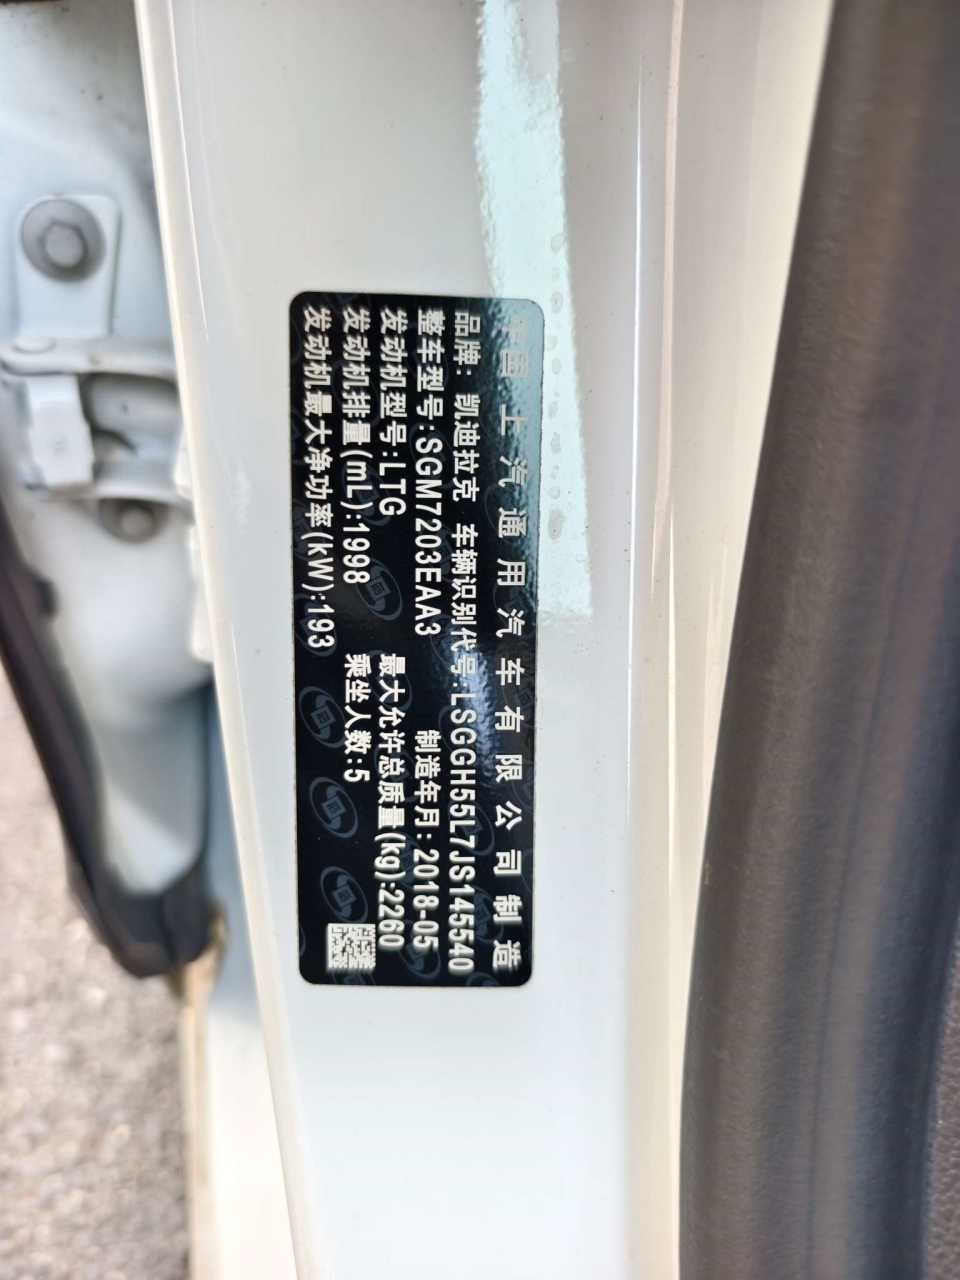 中国上汽通用汽车有限公司制造
品牌: 凯迪拉克 车辆识别代号:LSGGH55L7JS145540
整车型号:SGM7203EAA3 制造年月:2018-05
发动机型号:LTG 最大允许总质量(kg):2260
发动机排量(mL):1998 乘坐人数:5
发动机最大净功率(kW):193